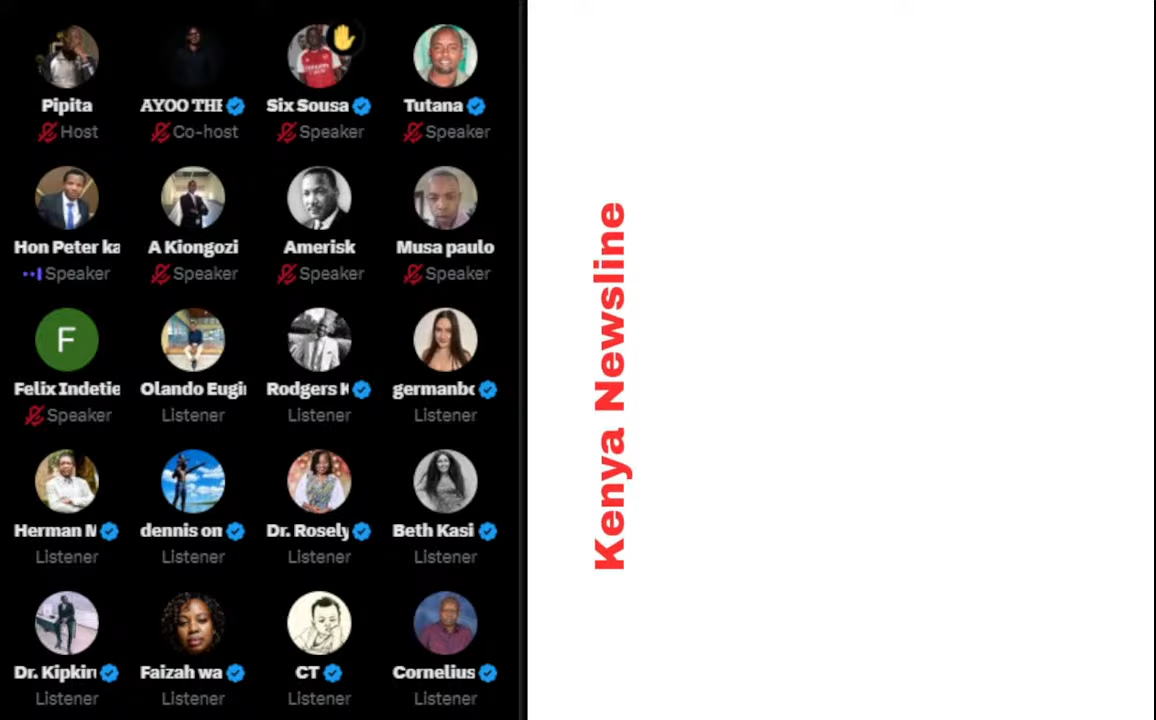 Pipita AYOO THE Six Sousa Tutana
Host Co-host Speaker Speaker
Hon Peter ka A Kiongozi Amerisk Musa paulo
Speaker Speaker Speaker Speaker
F
Felix Indetie Olando Eugi Rodgers K germanbo
Speaker Listener Listener Listener
Herman M dennis on Dr. Rosely Beth Kasi
Listener Listener Listener Listener
Dr. Kipkiru Faizah wa CT Cornelius
Listener Listener Listener Listener
Kenya Newsline